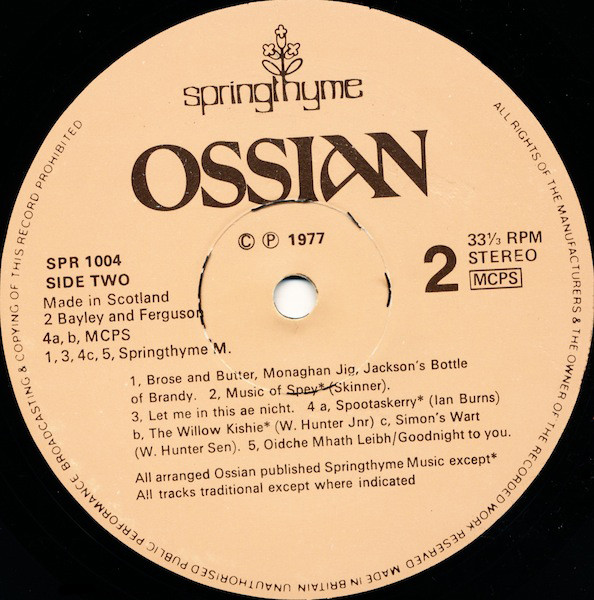 springthyme
OSSIAN
© ℗ 1977
SPR 1004
SIDE TWO
Made in Scotland
2 Bayley and Ferguson
4a, b, MCPS
1, 3, 4c, 5, Springthyme M.
2
33⅓ RPM
STEREO
MCPS
1, Brose and Butter, Monaghan Jig, Jackson's Bottle
of Brandy. 2, Music of Spey* (Skinner).
3, Let me in this ae nicht. 4 a, Spootaskerry* (Ian Burns)
b, The Willow Kishie* (W. Hunter Jnr) c, Simon's Wart
(W. Hunter Sen). 5, Oidche Mhath Leibh/Goodnight to you.
All arranged Ossian published Springthyme Music except*
All tracks traditional except where indicated
ALL RIGHTS OF THE MANUFACTURERS & THE OWNER OF THE RECORDED WORK RESERVED MADE IN BRITAIN UNAUTHORISED PUBLIC PERFORMANCE BROADCASTING & COPYING OF THIS RECORD PROHIBITED